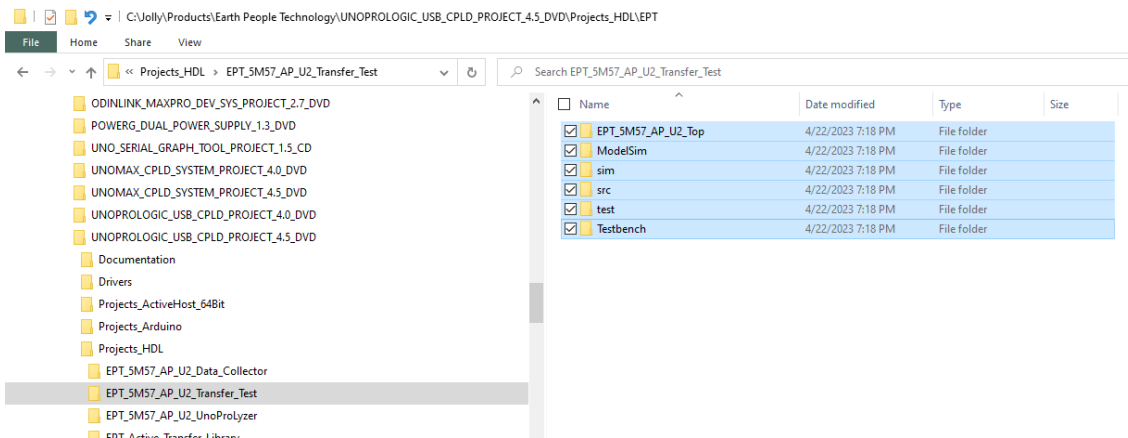 C:\Jolly\Products\Earth People Technology\UNOPROLOGIC_USB_CPLD_PROJECT_4.5_DVD\Projects_HDL\EPT
File Home Share View
« Projects_HDL > EPT_5M57_AP_U2_Transfer_Test Search EPT_5M57_AP_U2_Transfer_Test
ODINLINK_MAXPRO_DEV_SYS_PROJECT_2.7_DVD
POWERG_DUAL_POWER_SUPPLY_1.3_DVD
UNO_SERIAL_GRAPH_TOOL_PROJECT_1.5_CD
UNOMAX_CPLD_SYSTEM_PROJECT_4.0_DVD
UNOMAX_CPLD_SYSTEM_PROJECT_4.5_DVD
UNOPROLOGIC_USB_CPLD_PROJECT_4.0_DVD
UNOPROLOGIC_USB_CPLD_PROJECT_4.5_DVD
Documentation
Drivers
Projects_ActiveHost_64Bit
Projects_Arduino
Projects_HDL
EPT_5M57_AP_U2_Data_Collector
EPT_5M57_AP_U2_Transfer_Test
EPT_5M57_AP_U2_UnoProLyzer
EPT_Active_Transfer_Library
Name Date modified Type Size
EPT_5M57_AP_U2_Top 4/22/2023 7:18 PM File folder
ModelSim 4/22/2023 7:18 PM File folder
sim 4/22/2023 7:18 PM File folder
src 4/22/2023 7:18 PM File folder
test 4/22/2023 7:18 PM File folder
Testbench 4/22/2023 7:18 PM File folder